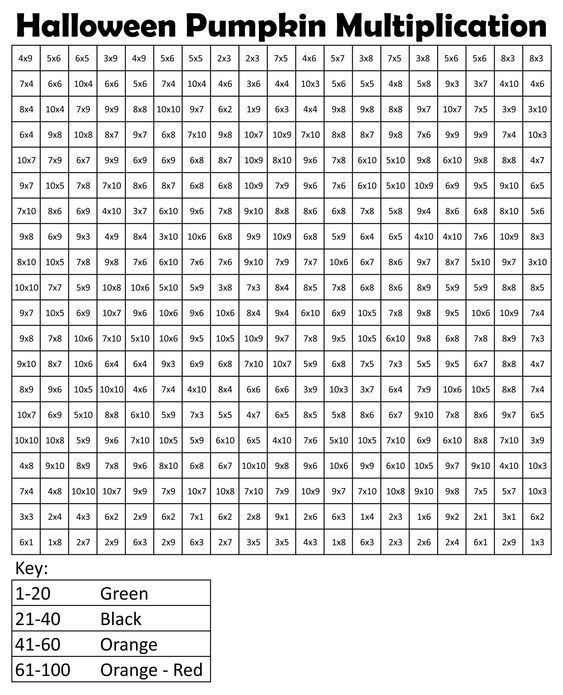 Halloween Pumpkin Multiplication
4x9 5x6 6x5 3x9 4x9 5x6 5x5 2x3 2x3 7x5 4x6 5x7 3x8 7x5 3x8 5x6 5x6 8x3 8x3
7x4 6x6 10x4 6x6 5x6 7x4 10x4 4x6 3x6 4x4 10x3 5x6 5x5 4x8 5x8 9x3 3x7 4x10 4x6
8x4 10x4 7x9 9x9 8x8 10x10 9x7 6x2 1x9 6x3 4x4 9x8 9x8 8x8 9x7 10x7 7x5 3x9 3x10
6x4 9x8 10x8 8x7 9x7 6x8 7x10 9x8 10x7 10x9 7x10 8x8 8x7 9x8 7x6 9x9 9x9 7x4 10x3
10x7 7x9 6x7 9x9 6x9 6x9 6x8 8x7 10x9 8x10 9x6 7x8 6x10 5x10 9x8 6x10 9x8 8x8 4x7
9x7 10x5 7x8 7x10 8x6 8x7 6x8 6x8 10x9 7x9 9x6 7x6 6x10 5x10 10x9 6x9 9x5 9x10 6x5
7x10 8x6 6x9 4x10 3x7 6x10 9x6 7x8 9x10 8x8 8x6 6x8 7x8 5x8 9x4 8x6 6x8 8x10 5x6
9x8 6x9 9x3 4x9 8x4 3x10 10x6 6x8 9x9 10x9 6x8 5x9 6x4 6x5 4x10 4x10 7x6 10x9 8x3
8x10 10x5 7x8 9x8 7x6 6x10 7x6 7x6 9x10 7x9 7x7 10x6 6x7 8x6 9x7 8x7 5x10 9x7 3x10
10x10 7x7 5x9 10x8 10x6 5x10 5x9 3x8 7x3 8x4 8x5 7x8 6x8 8x6 8x9 5x9 5x9 8x8 8x5
9x7 10x5 6x9 10x7 9x6 10x6 9x6 10x6 8x4 9x4 6x10 6x9 10x5 7x8 9x8 9x5 10x6 10x9 7x4
9x8 7x8 10x6 7x10 5x10 10x6 9x5 10x5 10x9 9x7 7x8 9x5 10x5 6x10 9x8 6x8 7x8 8x9 7x3
9x10 8x7 10x6 6x4 6x4 9x3 6x9 6x8 7x10 10x7 5x9 6x8 7x5 7x3 5x5 9x5 6x7 8x8 4x7
8x9 9x6 10x5 10x10 4x6 7x4 4x10 8x4 6x6 6x6 3x9 10x3 3x7 6x4 7x9 10x6 10x5 8x8 7x4
10x7 6x9 5x10 8x8 6x6 5x9 7x3 5x5 4x7 6x5 8x5 5x8 8x6 6x7 9x10 7x8 8x6 9x7 6x5
10x10 10x8 5x9 9x6 7x10 10x5 5x9 6x10 6x5 4x10 7x6 5x10 10x5 7x10 6x9 6x10 8x8 7x10 3x9
4x8 9x10 8x9 7x8 9x6 8x10 6x8 6x7 10x10 9x8 9x6 10x6 9x9 6x10 10x5 9x7 9x10 4x10 10x3
7x4 4x8 10x10 10x7 9x9 7x9 10x7 10x8 7x10 7x9 10x9 9x7 7x10 10x8 9x10 9x8 7x5 5x7 10x3
3x3 2x4 4x3 6x2 2x9 6x2 7x1 6x2 2x8 9x1 2x6 6x3 1x4 2x3 1x6 9x2 2x1 3x1 6x2
6x1 1x8 2x7 2x9 6x3 2x9 6x3 2x7 3x5 3x5 4x3 1x8 6x3 2x3 2x6 2x4 6x1 2x9 1x3
Key:
1-20 Green
21-40 Black
41-60 Orange
61-100 Orange - Red